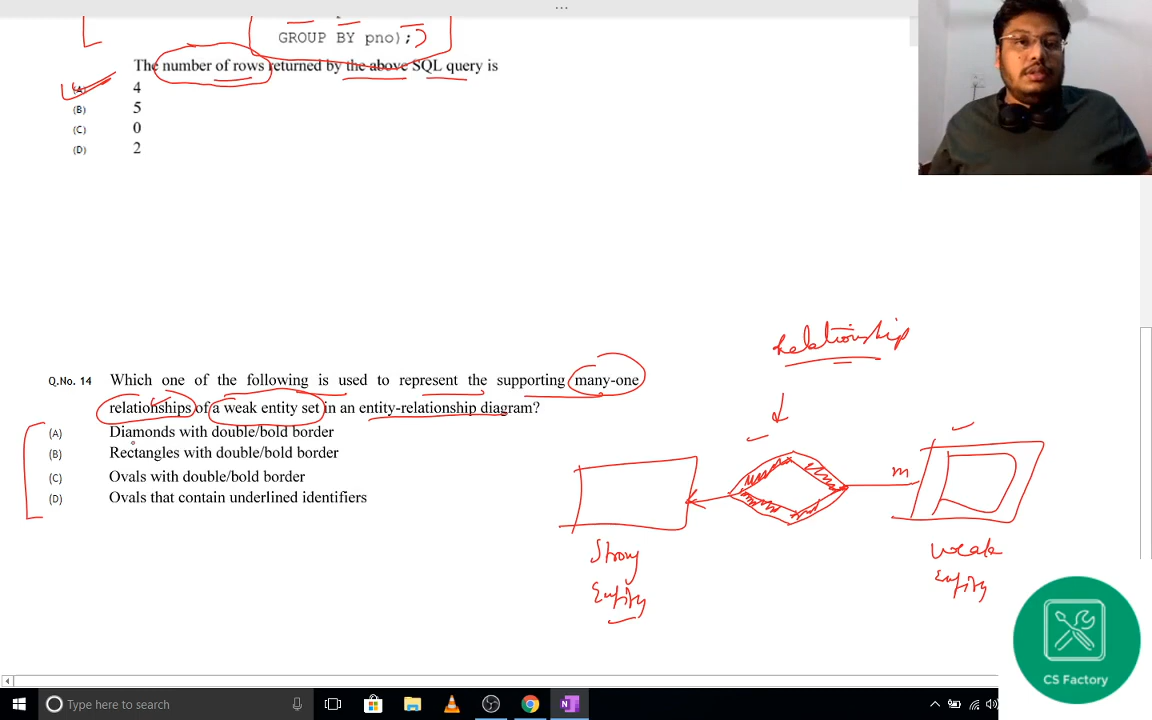 GROUP BY pno);
The number of rows returned by the above SQL query is
(A) 4
(B) 5
(C) 0
(D) 2
Relationship
Q.No. 14 Which one of the following is used to represent the supporting many-one
relationships of a weak entity set in an entity-relationship diagram?
(A) Diamonds with double/bold border
(B) Rectangles with double/bold border
(C) Ovals with double/bold border
(D) Ovals that contain underlined identifiers
m
Strong
Entity
weak
Entity
CS Factory
Type here to search